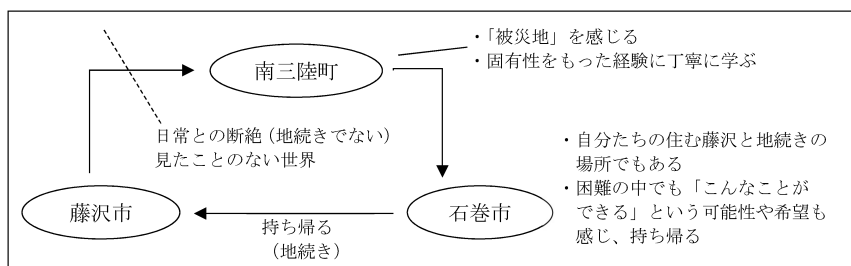 ・「被災地」を感じる
・固有性をもった経験に丁寧に学ぶ
南三陸町
日常との断絶（地続きでない）
見たことのない世界
・自分たちの住む藤沢と地続きの
場所でもある
・困難の中でも「こんなことが
できる」という可能性や希望も
感じ、持ち帰る
藤沢市
持ち帰る
（地続き）
石巻市